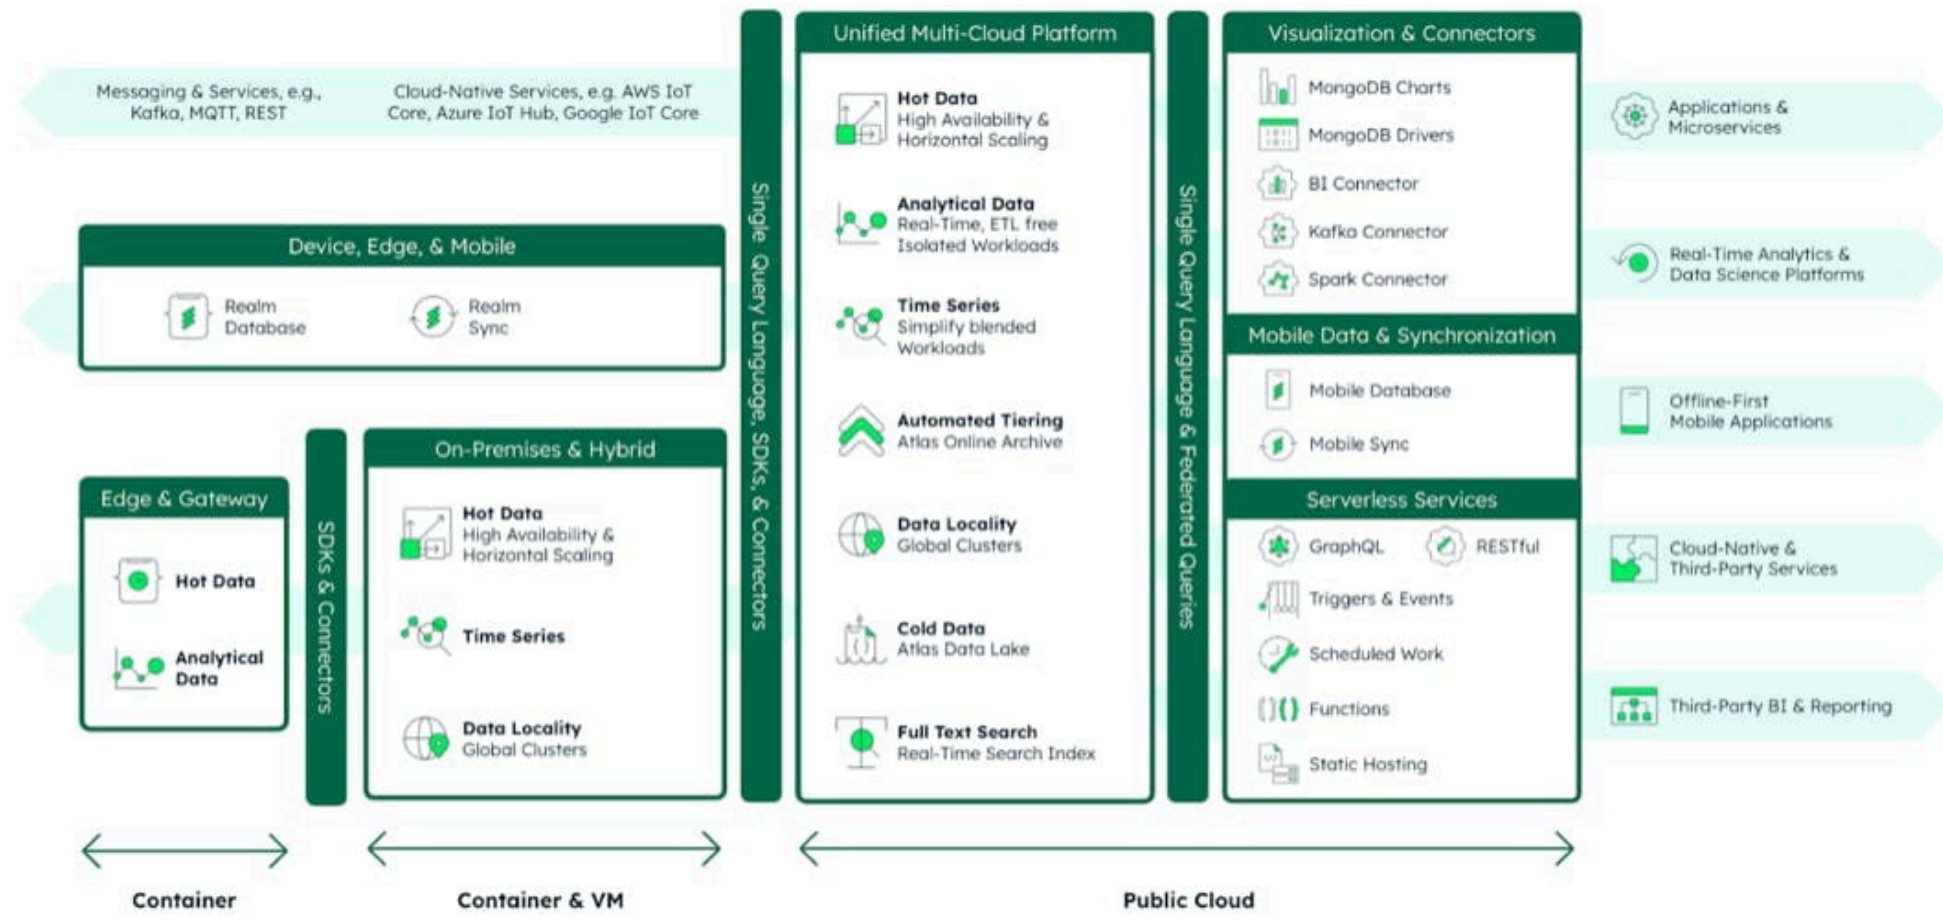 Messaging & Services, e.g.,
Kafka, MQTT, REST
Cloud-Native Services, e.g. AWS IoT
Core, Azure IoT Hub, Google IoT Core
Device, Edge, & Mobile
Realm
Database
Realm
Sync
Edge & Gateway
Hot Data
Analytical
Data
SDKs & Connectors
On-Premises & Hybrid
Hot Data
High Availability &
Horizontal Scaling
Time Series
Data Locality
Global Clusters
Single Query Language, SDKs, & Connectors
Unified Multi-Cloud Platform
Hot Data
High Availability &
Horizontal Scaling
Analytical Data
Real-Time, ETL free
Isolated Workloads
Time Series
Simplify blended
Workloads
Automated Tiering
Atlas Online Archive
Data Locality
Global Clusters
Cold Data
Atlas Data Lake
Full Text Search
Real-Time Search Index
Single Query Language & Federated Queries
Visualization & Connectors
MongoDB Charts
MongoDB Drivers
BI Connector
Kafka Connector
Spark Connector
Mobile Data & Synchronization
Mobile Database
Mobile Sync
Serverless Services
GraphQL
RESTful
Triggers & Events
Scheduled Work
Functions
Static Hosting
Applications &
Microservices
Real-Time Analytics &
Data Science Platforms
Offline-First
Mobile Applications
Cloud-Native &
Third-Party Services
Third-Party BI & Reporting
Container
Container & VM
Public Cloud